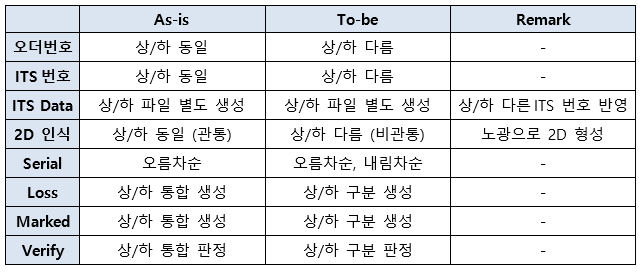 As-is To-be Remark
오더번호 상/하 동일 상/하 다름 -
ITS 번호 상/하 동일 상/하 다름 -
ITS Data 상/하 파일 별도 생성 상/하 파일 별도 생성 상/하 다른 ITS 번호 반영
2D 인식 상/하 동일 (관통) 상/하 다름 (비관통) 노광으로 2D 형성
Serial 오름차순 오름차순, 내림차순 -
Loss 상/하 통합 생성 상/하 구분 생성 -
Marked 상/하 통합 생성 상/하 구분 생성 -
Verify 상/하 통합 판정 상/하 구분 판정 -